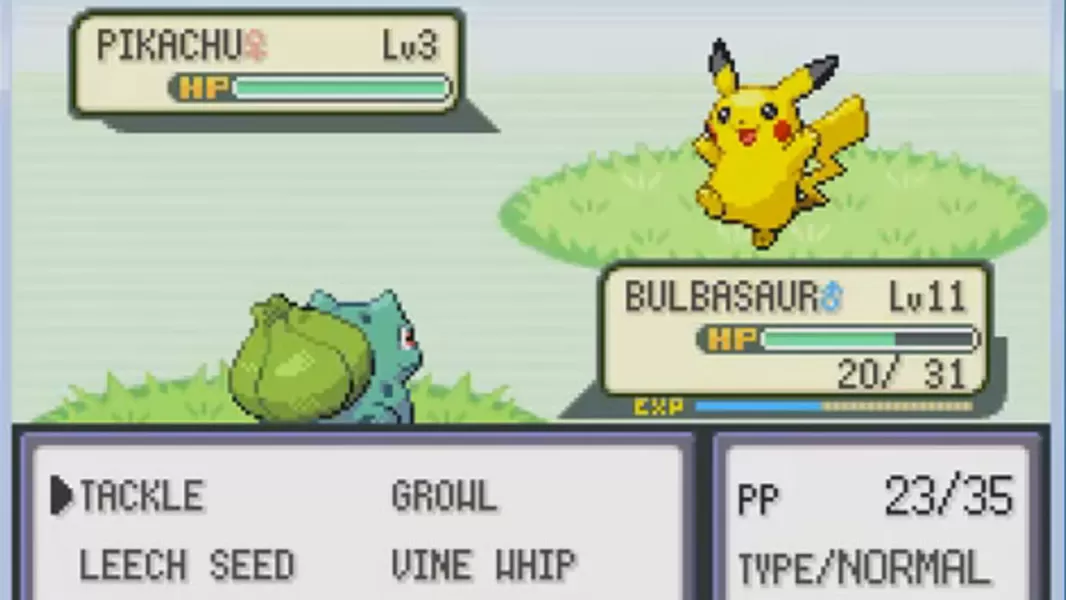 PIKACHU♀ Lv3
HP
BULBASAUR♂ Lv11
HP
20/ 31
EXP
TACKLE GROWL
LEECH SEED VINE WHIP
PP 23/35
TYPE/NORMAL